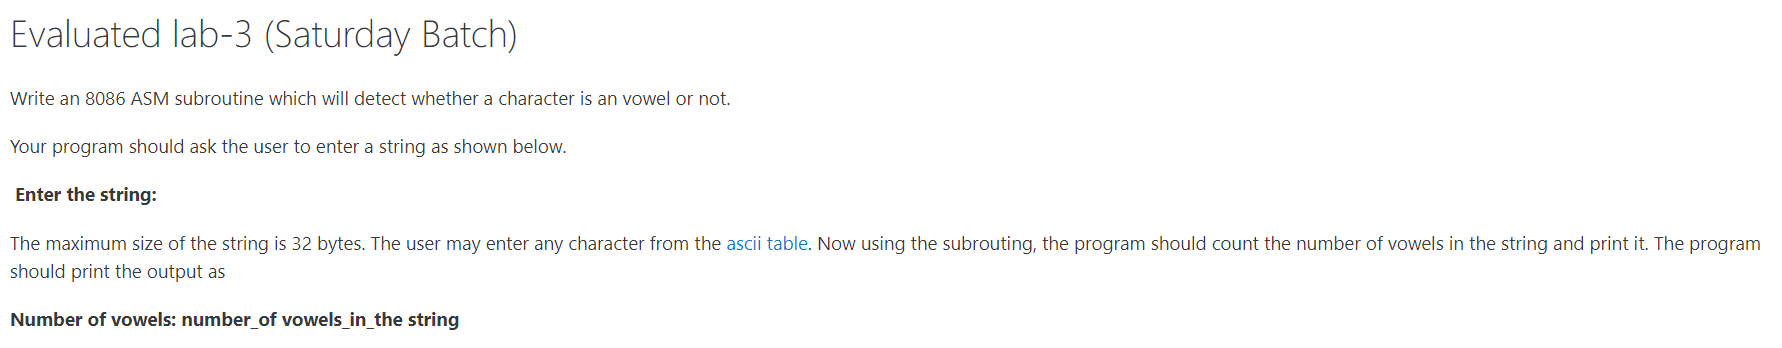 Evaluated lab-3 (Saturday Batch)
Write an 8086 ASM subroutine which will detect whether a character is an vowel or not.
Your program should ask the user to enter a string as shown below.
Enter the string:
The maximum size of the string is 32 bytes. The user may enter any character from the ascii table. Now using the subrouting, the program should count the number of vowels in the string and print it. The program
should print the output as
Number of vowels: number_of vowels_in_the string